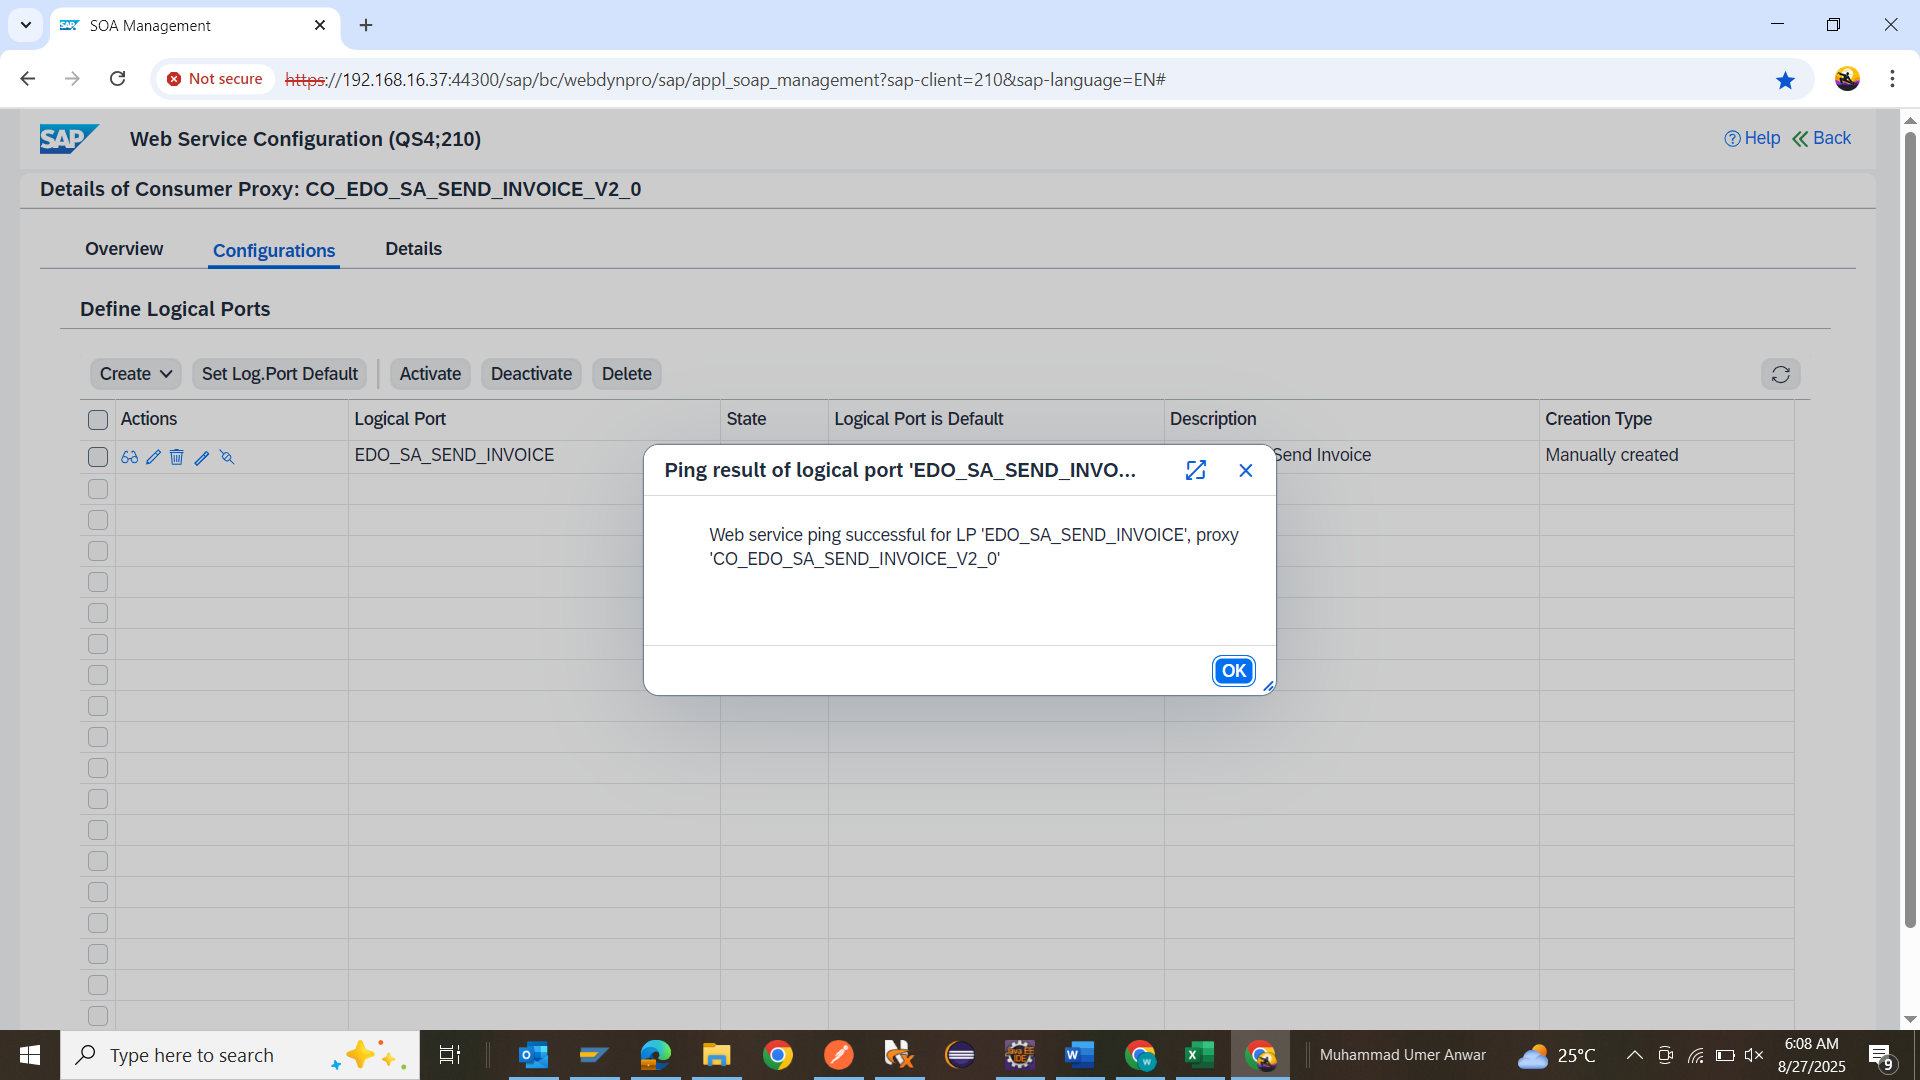 SAP SOA Management
Not secure https://192.168.16.37:44300/sap/bc/webdynpro/sap/appl_soap_management?sap-client=210&sap-language=EN#
SAP Web Service Configuration (QS4;210) Help Back
Details of Consumer Proxy: CO_EDO_SA_SEND_INVOICE_V2_0
Overview Configurations Details
Define Logical Ports
Create Set Log.Port Default Activate Deactivate Delete
Actions Logical Port State Logical Port is Default Description Creation Type
EDO_SA_SEND_INVOICE Send Invoice Manually created
Ping result of logical port 'EDO_SA_SEND_INVO...
Web service ping successful for LP 'EDO_SA_SEND_INVOICE', proxy
'CO_EDO_SA_SEND_INVOICE_V2_0'
OK
Type here to search Muhammad Umer Anwar 25°C 6:08 AM
8/27/2025 9